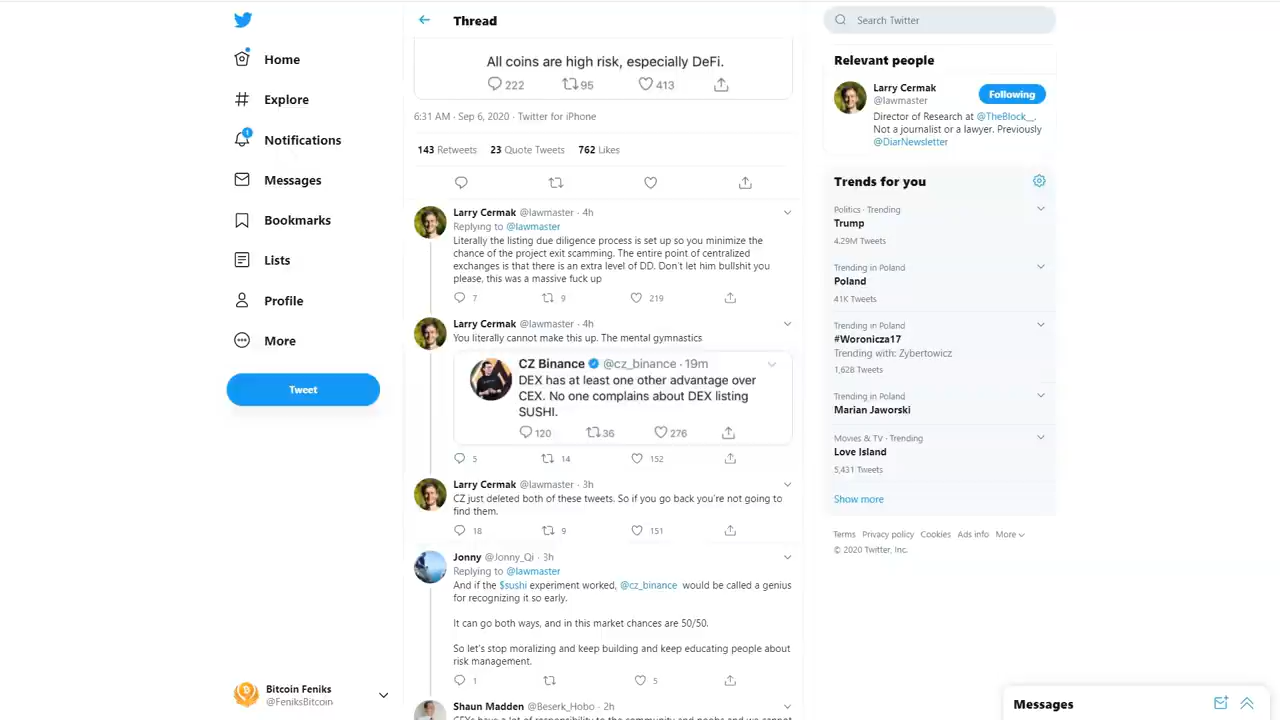 Home
Explore
1
Notifications
Messages
Bookmarks
Lists
Profile
More
Tweet
Bitcoin Feniks
@FeniksBitcoin
Thread
All coins are high risk, especially DeFi.
222 95 413
6:31 AM · Sep 6, 2020 · Twitter for iPhone
143 Retweets 23 Quote Tweets 762 Likes
Larry Cermak @lawmaster · 4h
Replying to @lawmaster
Literally the listing due diligence process is set up so you minimize the
chance of the project exit scamming. The entire point of centralized
exchanges is that there is an extra level of DD. Don't let him bullshit you
please, this was a massive fuck up
7 9 219
Larry Cermak @lawmaster · 4h
You literally cannot make this up. The mental gymnastics
CZ Binance @cz_binance · 19m
DEX has at least one other advantage over
CEX. No one complains about DEX listing
SUSHI.
120 36 276
5 14 152
Larry Cermak @lawmaster · 3h
CZ just deleted both of these tweets. So if you go back you're not going to
find them.
18 9 151
Jonny @Jonny_Qi · 3h
Replying to @lawmaster
And if the $sushi experiment worked, @cz_binance would be called a genius
for recognizing it so early.
It can go both ways, and in this market chances are 50/50.
So let's stop moralizing and keep building and keep educating people about
risk management.
1 5
Shaun Madden @Beserk_Hobo · 2h
CEXs have a lot of responsibility to the community and noobs and we cannot
Search Twitter
Relevant people
Larry Cermak
@lawmaster
Following
Director of Research at @TheBlock__.
Not a journalist or a lawyer. Previously
@DiarNewsletter
Trends for you
Politics · Trending
Trump
4.29M Tweets
Trending in Poland
Poland
41K Tweets
Trending in Poland
#Woronicza17
Trending with: Zybertowicz
1,628 Tweets
Trending in Poland
Marian Jaworski
Movies & TV · Trending
Love Island
5,431 Tweets
Show more
Terms Privacy policy Cookies Ads info More
© 2020 Twitter, Inc.
Messages